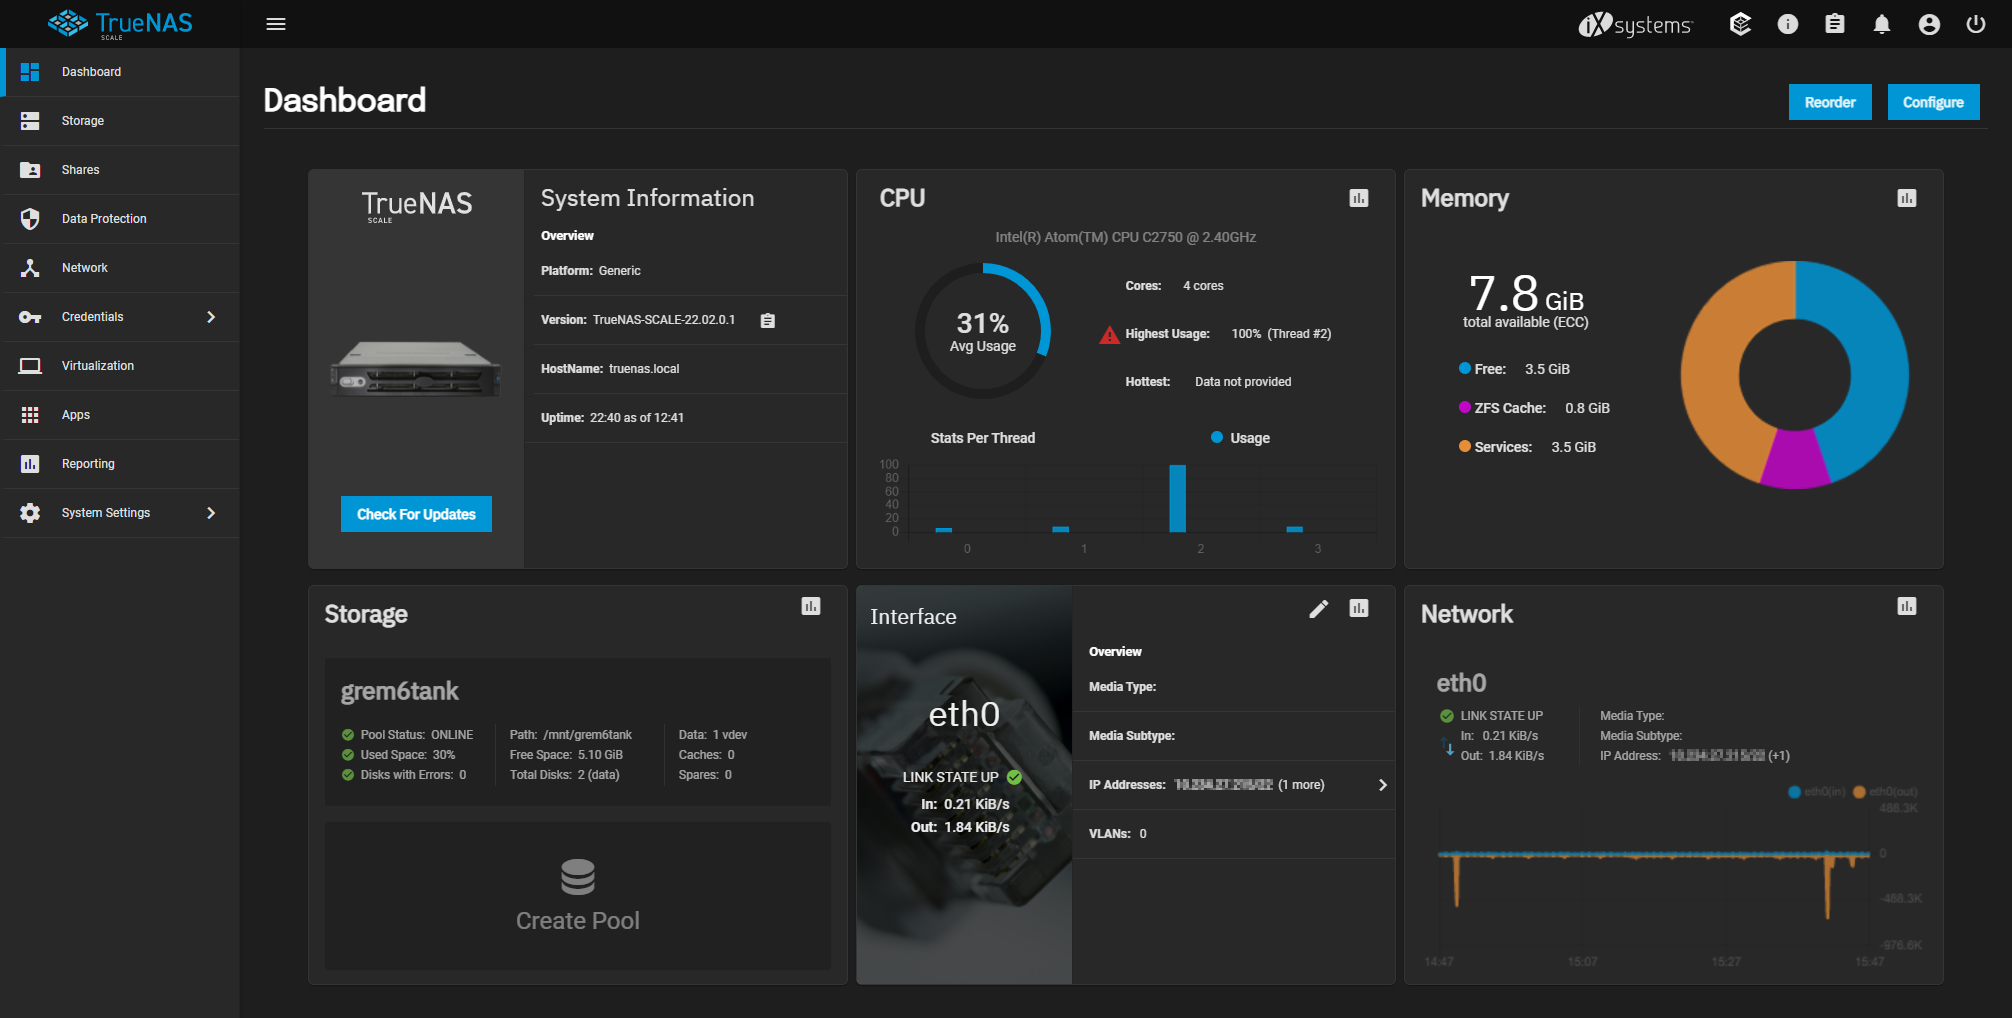 TrueNAS
SCALE
iXsystems
Dashboard
Storage
Shares
Data Protection
Network
Credentials
Virtualization
Apps
Reporting
System Settings
Dashboard
Reorder
Configure
TrueNAS
SCALE
Check For Updates
System Information
Overview
Platform: Generic
Version: TrueNAS-SCALE-22.02.0.1
HostName: truenas.local
Uptime: 22:40 as of 12:41
CPU
Intel(R) Atom(TM) CPU C2750 @ 2.40GHz
31%
Avg Usage
Cores: 4 cores
Highest Usage: 100% (Thread #2)
Hottest: Data not provided
Stats Per Thread
Usage
100
80
60
40
20
0
0 1 2 3
Memory
7.8 GiB
total available (ECC)
Free: 3.5 GiB
ZFS Cache: 0.8 GiB
Services: 3.5 GiB
Storage
grem6tank
Pool Status: ONLINE
Used Space: 30%
Disks with Errors: 0
Path: /mnt/grem6tank
Free Space: 5.10 GiB
Total Disks: 2 (data)
Data: 1 vdev
Caches: 0
Spares: 0
Create Pool
Interface
eth0
LINK STATE UP
In: 0.21 KiB/s
Out: 1.84 KiB/s
Overview
Media Type:
Media Subtype:
IP Addresses: (1 more)
VLANs: 0
Network
eth0
LINK STATE UP
In: 0.21 KiB/s
Out: 1.84 KiB/s
Media Type:
Media Subtype:
IP Address: (+1)
eth0(in) eth0(out)
488.3K
0
-488.3K
-976.6K
14:47 15:07 15:27 15:47